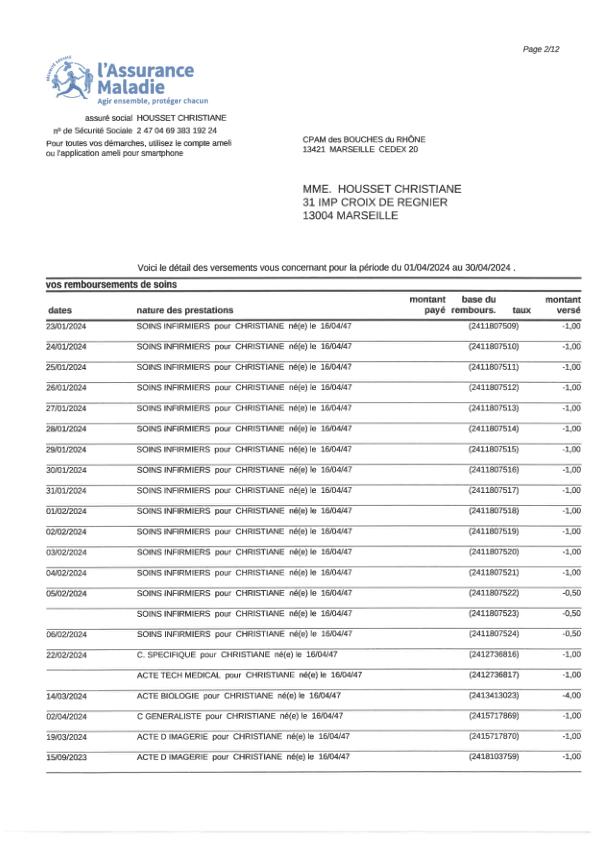 Page 2/12
SÉCURITÉ SOCIALE
l'Assurance
Maladie
Agir ensemble, protéger chacun
assuré social HOUSSET CHRISTIANE
nº de Sécurité Sociale 2 47 04 69 383 192 24
Pour toutes vos démarches, utilisez le compte ameli
ou l'application ameli pour smartphone
CPAM des BOUCHES du RHÔNE
13421 MARSEILLE CEDEX 20
MME. HOUSSET CHRISTIANE
31 IMP CROIX DE REGNIER
13004 MARSEILLE
Voici le détail des versements vous concernant pour la période du 01/04/2024 au 30/04/2024 .
vos remboursements de soins
dates nature des prestations montant payé base du rembours. taux montant versé
23/01/2024 SOINS INFIRMIERS pour CHRISTIANE né(e) le 16/04/47 (2411807509) -1,00
24/01/2024 SOINS INFIRMIERS pour CHRISTIANE né(e) le 16/04/47 (2411807510) -1,00
25/01/2024 SOINS INFIRMIERS pour CHRISTIANE né(e) le 16/04/47 (2411807511) -1,00
26/01/2024 SOINS INFIRMIERS pour CHRISTIANE né(e) le 16/04/47 (2411807512) -1,00
27/01/2024 SOINS INFIRMIERS pour CHRISTIANE né(e) le 16/04/47 (2411807513) -1,00
28/01/2024 SOINS INFIRMIERS pour CHRISTIANE né(e) le 16/04/47 (2411807514) -1,00
29/01/2024 SOINS INFIRMIERS pour CHRISTIANE né(e) le 16/04/47 (2411807515) -1,00
30/01/2024 SOINS INFIRMIERS pour CHRISTIANE né(e) le 16/04/47 (2411807516) -1,00
31/01/2024 SOINS INFIRMIERS pour CHRISTIANE né(e) le 16/04/47 (2411807517) -1,00
01/02/2024 SOINS INFIRMIERS pour CHRISTIANE né(e) le 16/04/47 (2411807518) -1,00
02/02/2024 SOINS INFIRMIERS pour CHRISTIANE né(e) le 16/04/47 (2411807519) -1,00
03/02/2024 SOINS INFIRMIERS pour CHRISTIANE né(e) le 16/04/47 (2411807520) -1,00
04/02/2024 SOINS INFIRMIERS pour CHRISTIANE né(e) le 16/04/47 (2411807521) -1,00
05/02/2024 SOINS INFIRMIERS pour CHRISTIANE né(e) le 16/04/47 (2411807522) -0,50
SOINS INFIRMIERS pour CHRISTIANE né(e) le 16/04/47 (2411807523) -0,50
06/02/2024 SOINS INFIRMIERS pour CHRISTIANE né(e) le 16/04/47 (2411807524) -0,50
22/02/2024 C. SPECIFIQUE pour CHRISTIANE né(e) le 16/04/47 (2412736816) -1,00
ACTE TECH MEDICAL pour CHRISTIANE né(e) le 16/04/47 (2412736817) -1,00
14/03/2024 ACTE BIOLOGIE pour CHRISTIANE né(e) le 16/04/47 (2413413023) -4,00
02/04/2024 C GENERALISTE pour CHRISTIANE né(e) le 16/04/47 (2415717869) -1,00
19/03/2024 ACTE D IMAGERIE pour CHRISTIANE né(e) le 16/04/47 (2415717870) -1,00
15/09/2023 ACTE D IMAGERIE pour CHRISTIANE né(e) le 16/04/47 (2418103759) -1,00